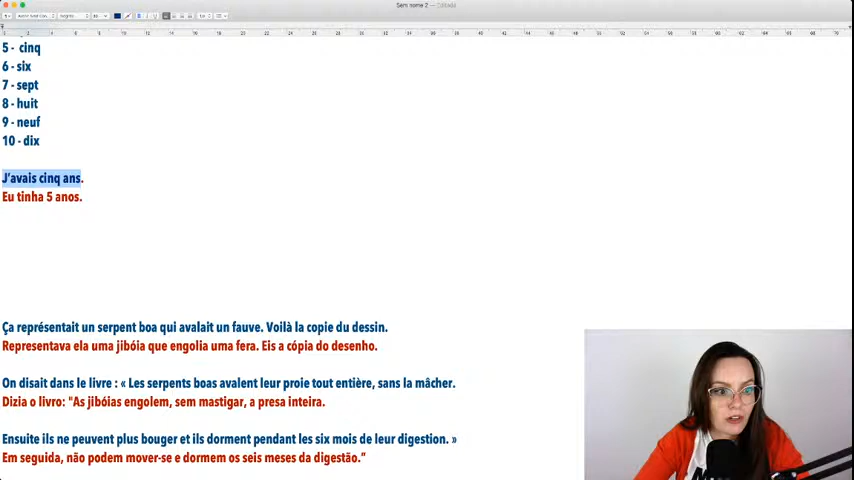 Sem nome 2 — Editada
5 - cinq
6 - six
7 - sept
8 - huit
9 - neuf
10 - dix
J'avais cinq ans.
Eu tinha 5 anos.
Ça représentait un serpent boa qui avalait un fauve. Voilà la copie du dessin.
Representava ela uma jibóia que engolia uma fera. Eis a cópia do desenho.
On disait dans le livre : « Les serpents boas avalent leur proie tout entière, sans la mâcher.
Dizia o livro: "As jibóias engolem, sem mastigar, a presa inteira.
Ensuite ils ne peuvent plus bouger et ils dorment pendant les six mois de leur digestion. »
Em seguida, não podem mover-se e dormem os seis meses da digestão.”